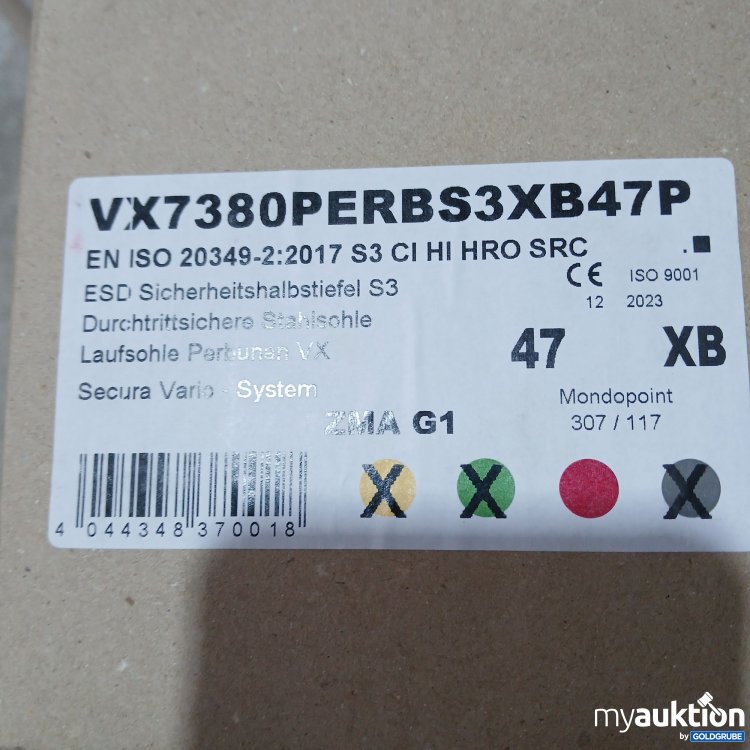 VX7380PERBS3XB47P
EN ISO 20349-2:2017 S3 CI HI HRO SRC
CE ISO 9001
ESD Sicherheitshalbstiefel S3
12 2023
Durchtrittsichere Stahlsohle
Laufsohle Perbunan VX
47 XB
Secura Vario - System
Mondopoint
ZMA G1
307 / 117
X X X
4 044348 370018
myauktion
by GOLDGRUBE